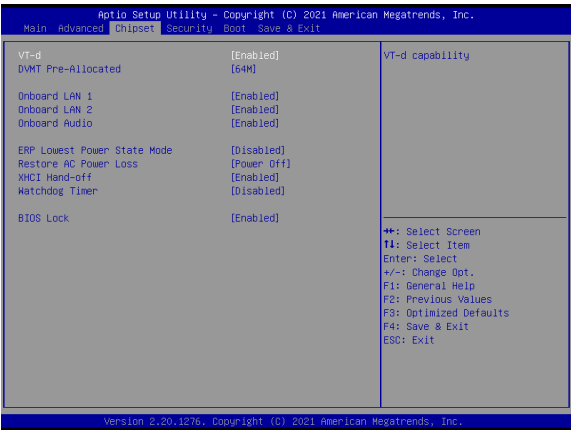 Aptio Setup Utility – Copyright (C) 2021 American Megatrends, Inc.
Main Advanced Chipset Security Boot Save & Exit
VT-d [Enabled] VT-d capability
DVMT Pre-Allocated [64M]
Onboard LAN 1 [Enabled]
Onboard LAN 2 [Enabled]
Onboard Audio [Enabled]
ERP Lowest Power State Mode [Disabled]
Restore AC Power Loss [Power Off]
XHCI Hand-off [Enabled]
Watchdog Timer [Disabled]
BIOS Lock [Enabled]
→←: Select Screen
↑↓: Select Item
Enter: Select
+/-: Change Opt.
F1: General Help
F2: Previous Values
F3: Optimized Defaults
F4: Save & Exit
ESC: Exit
Version 2.20.1276. Copyright (C) 2021 American Megatrends, Inc.